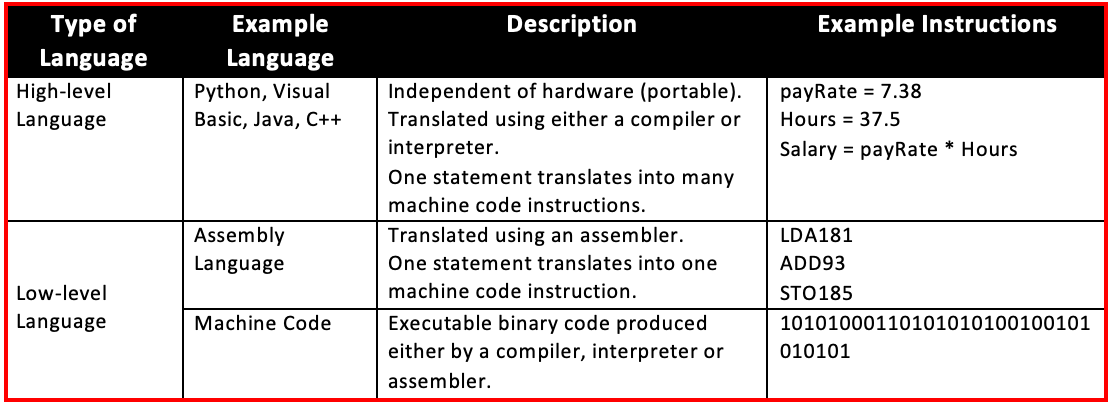 Type of
Language
Example
Language
Description
Example Instructions
High-level
Language
Python, Visual
Basic, Java, C++
Independent of hardware (portable).
Translated using either a compiler or
interpreter.
One statement translates into many
machine code instructions.
payRate = 7.38
Hours = 37.5
Salary = payRate * Hours
Low-level
Language
Assembly
Language
Translated using an assembler.
One statement translates into one
machine code instruction.
LDA181
ADD93
STO185
Machine Code
Executable binary code produced
either by a compiler, interpreter or
assembler.
10101000110101010100100101
010101